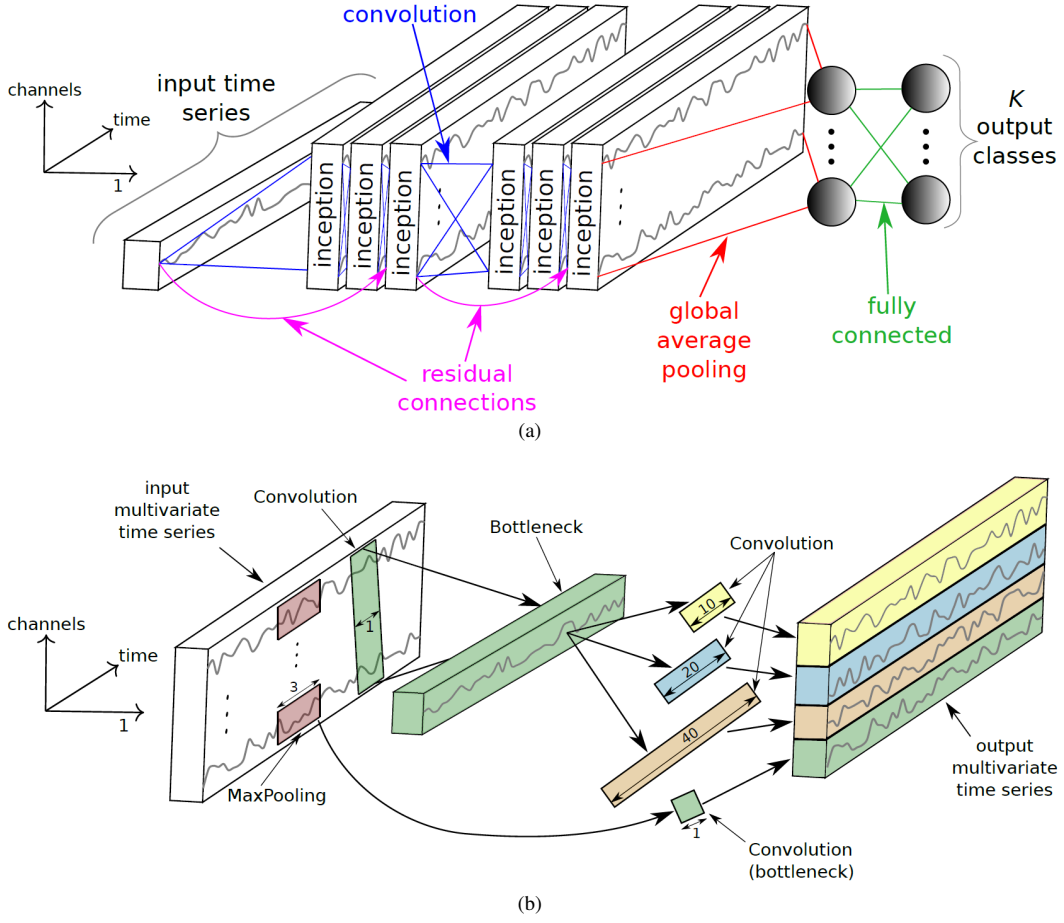 convolution
input time
series
channels
time
1
inception
inception
inception
inception
inception
inception
K
output
classes
residual
connections
global
average
pooling
fully
connected
(a)
input
multivariate
time series
Convolution
Bottleneck
Convolution
channels
time
1
1
3
MaxPooling
10
20
40
1
Convolution
(bottleneck)
output
multivariate
time series
(b)